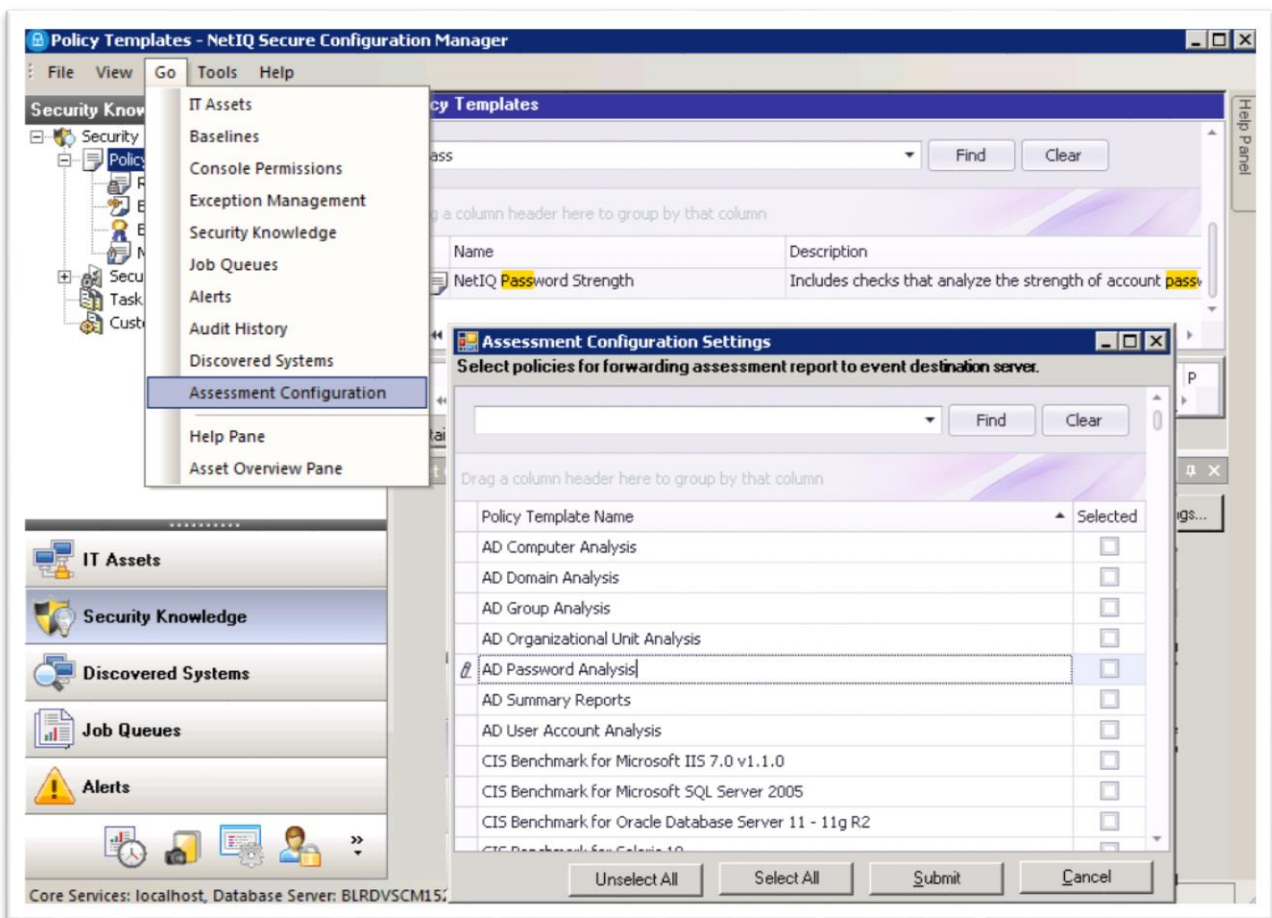 Policy Templates - NetIQ Secure Configuration Manager
File View Go Tools Help
Security Know
Security
Policy
Secu
Task
Custo
IT Assets
Baselines
Console Permissions
Exception Management
Security Knowledge
Job Queues
Alerts
Audit History
Discovered Systems
Assessment Configuration
Help Pane
Asset Overview Pane
cy Templates
Help Panel
ass
Find Clear
g a column header here to group by that column
Name Description
NetIQ Password Strength Includes checks that analyze the strength of account passw
Assessment Configuration Settings
Select policies for forwarding assessment report to event destination server.
Find Clear
Drag a column header here to group by that column
Policy Template Name Selected
AD Computer Analysis
AD Domain Analysis
AD Group Analysis
AD Organizational Unit Analysis
AD Password Analysis
AD Summary Reports
AD User Account Analysis
CIS Benchmark for Microsoft IIS 7.0 v1.1.0
CIS Benchmark for Microsoft SQL Server 2005
CIS Benchmark for Oracle Database Server 11 - 11g R2
Unselect All Select All Submit Cancel
IT Assets
Security Knowledge
Discovered Systems
Job Queues
Alerts
Core Services: localhost, Database Server: BLRDVSCM152